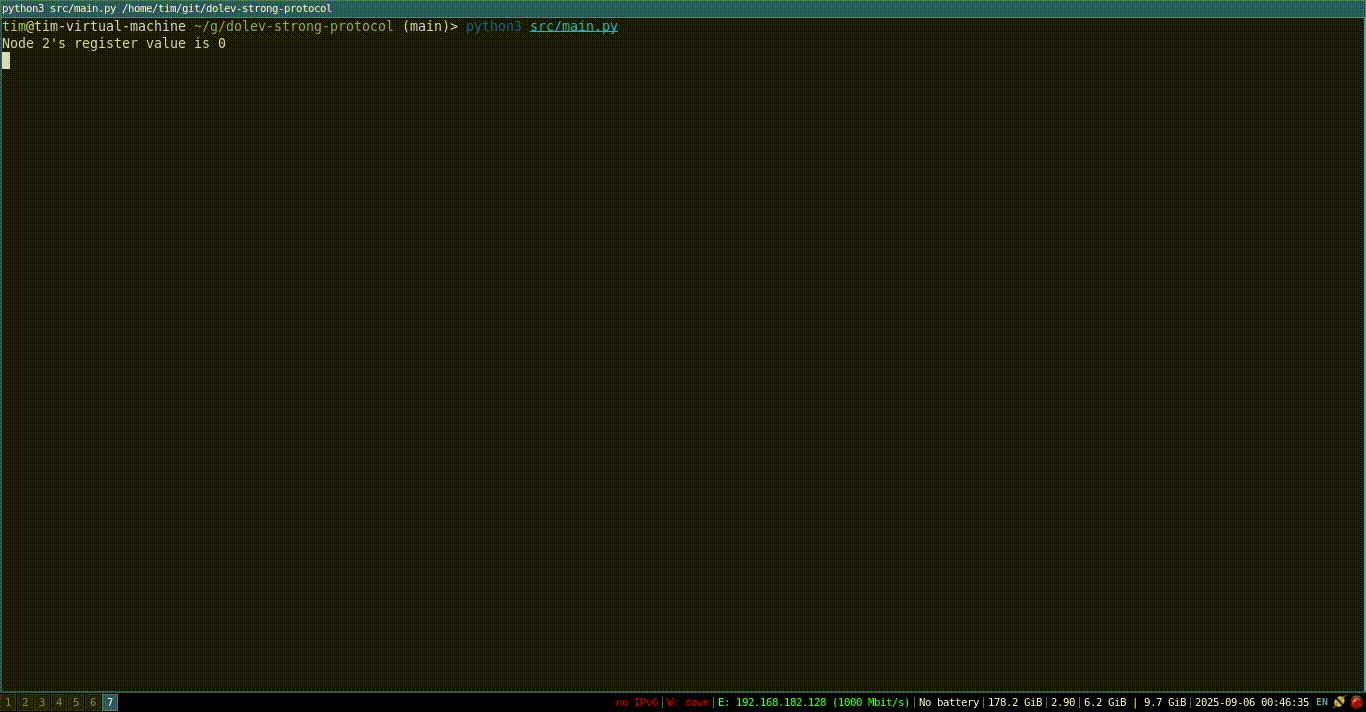 python3 src/main.py /home/tim/git/dolev-strong-protocol
tim@tim-virtual-machine ~/g/dolev-strong-protocol (main)> python3 src/main.py
Node 2's register value is 0
1 2 3 4 5 6 7 no IPv6|W: down|E: 192.168.182.128 (1000 Mbit/s)|No battery|178.2 GiB|2.90|6.2 GiB | 9.7 GiB|2025-09-06 00:46:35 EN